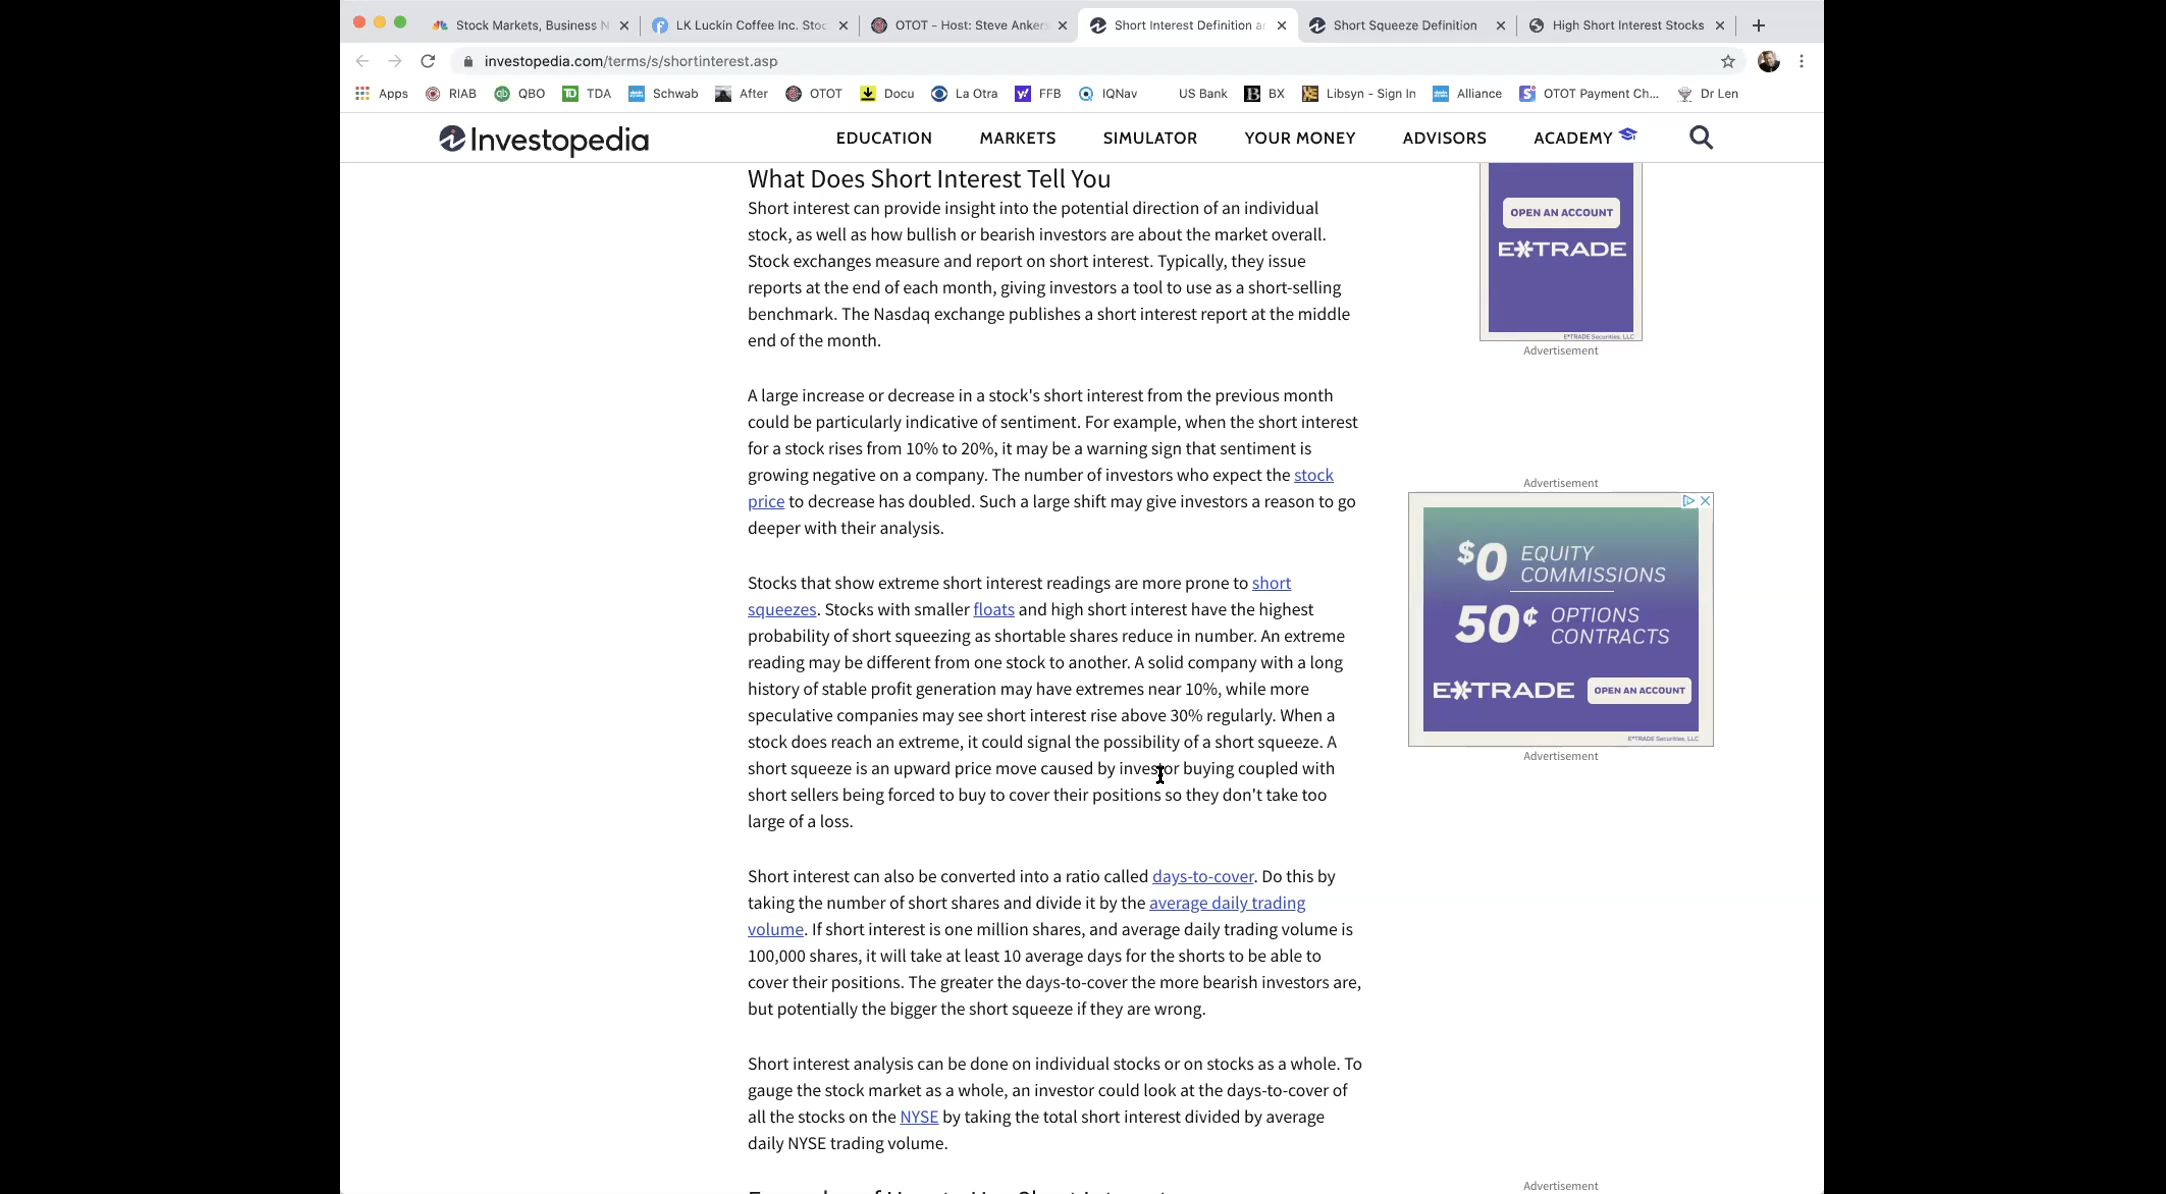 Stock Markets, Business N
LK Luckin Coffee Inc. Stoc
OTOT - Host: Steve Ankers
Short Interest Definition a
Short Squeeze Definition
High Short Interest Stocks
investopedia.com/terms/s/shortinterest.asp
Apps RIAB QBO TDA Schwab After OTOT Docu La Otra FFB IQNav US Bank BX Libsyn - Sign In Alliance OTOT Payment Ch... Dr Len
Investopedia
EDUCATION MARKETS SIMULATOR YOUR MONEY ADVISORS ACADEMY
What Does Short Interest Tell You
Short interest can provide insight into the potential direction of an individual
stock, as well as how bullish or bearish investors are about the market overall.
Stock exchanges measure and report on short interest. Typically, they issue
reports at the end of each month, giving investors a tool to use as a short-selling
benchmark. The Nasdaq exchange publishes a short interest report at the middle
end of the month.
A large increase or decrease in a stock's short interest from the previous month
could be particularly indicative of sentiment. For example, when the short interest
for a stock rises from 10% to 20%, it may be a warning sign that sentiment is
growing negative on a company. The number of investors who expect the stock
price to decrease has doubled. Such a large shift may give investors a reason to go
deeper with their analysis.
Stocks that show extreme short interest readings are more prone to short
squeezes. Stocks with smaller floats and high short interest have the highest
probability of short squeezing as shortable shares reduce in number. An extreme
reading may be different from one stock to another. A solid company with a long
history of stable profit generation may have extremes near 10%, while more
speculative companies may see short interest rise above 30% regularly. When a
stock does reach an extreme, it could signal the possibility of a short squeeze. A
short squeeze is an upward price move caused by investor buying coupled with
short sellers being forced to buy to cover their positions so they don't take too
large of a loss.
Short interest can also be converted into a ratio called days-to-cover. Do this by
taking the number of short shares and divide it by the average daily trading
volume. If short interest is one million shares, and average daily trading volume is
100,000 shares, it will take at least 10 average days for the shorts to be able to
cover their positions. The greater the days-to-cover the more bearish investors are,
but potentially the bigger the short squeeze if they are wrong.
Short interest analysis can be done on individual stocks or on stocks as a whole. To
gauge the stock market as a whole, an investor could look at the days-to-cover of
all the stocks on the NYSE by taking the total short interest divided by average
daily NYSE trading volume.
OPEN AN ACCOUNT
E*TRADE
E*TRADE Securities, LLC
Advertisement
Advertisement
$0 EQUITY
COMMISSIONS
50¢ OPTIONS
CONTRACTS
E*TRADE OPEN AN ACCOUNT
E*TRADE Securities, LLC
Advertisement
Advertisement